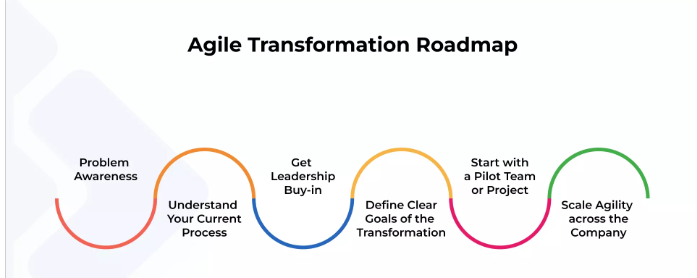 Agile Transformation Roadmap
Problem
Awareness
Understand
Your Current
Process
Get
Leadership
Buy-in
Define Clear
Goals of the
Transformation
Start with
a Pilot Team
or Project
Scale Agility
across the
Company